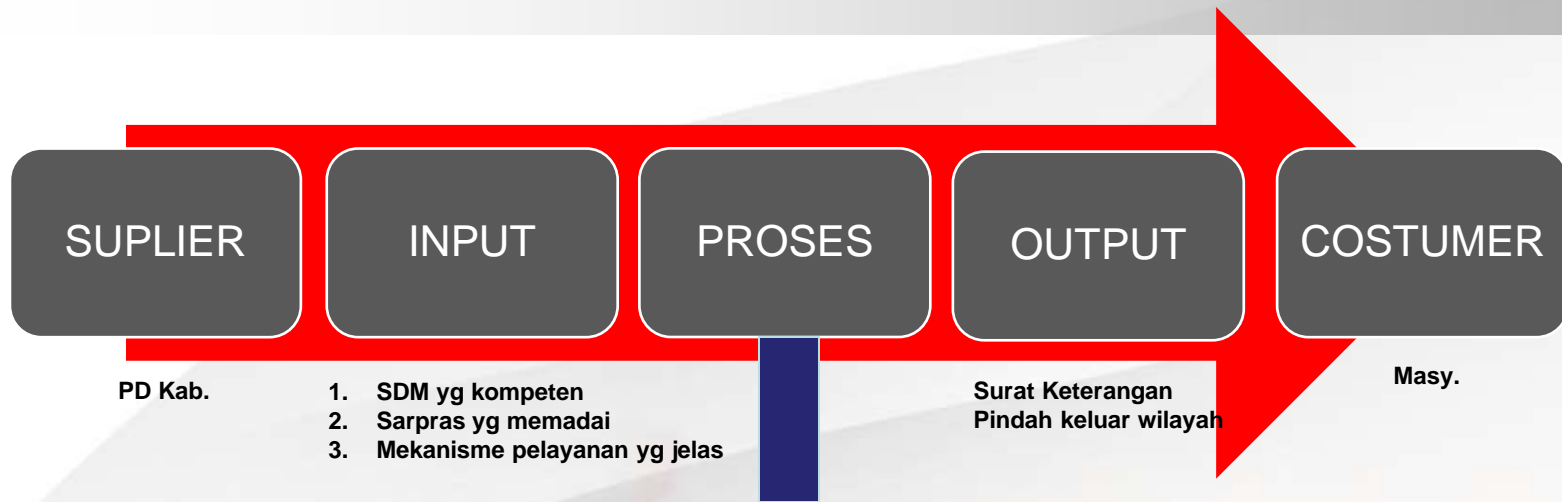 SUPLIER
INPUT
PROSES
OUTPUT
COSTUMER
PD Kab.
1. SDM yg kompeten
2. Sarpras yg memadai
3. Mekanisme pelayanan yg jelas
Surat Keterangan
Pindah keluar wilayah
Masy.